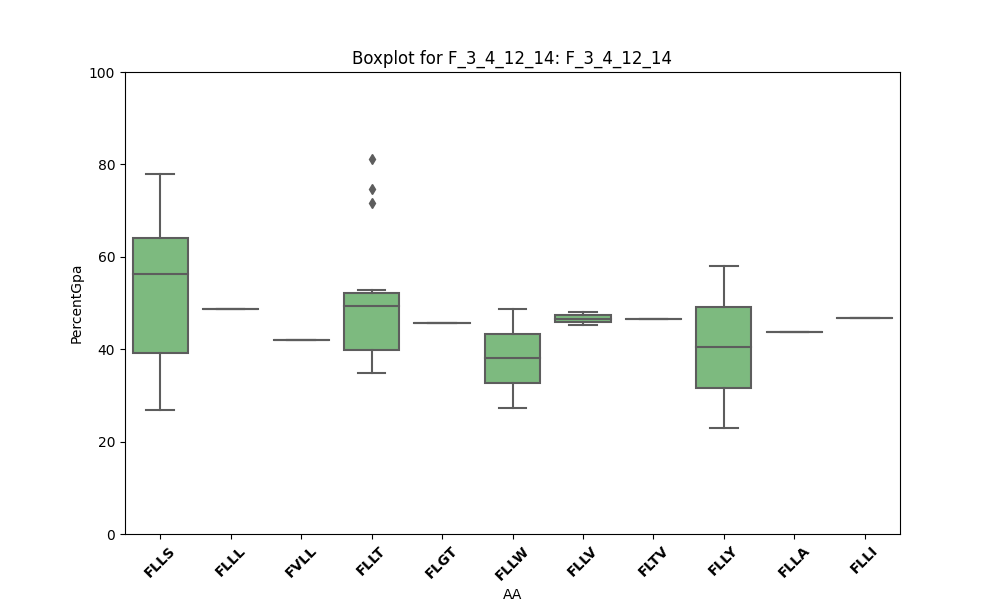 Boxplot for F_3_4_12_14: F_3_4_12_14
100
80
60
40
20
0
PercentGpa
FLLS
FLLL
FVLL
FLLT
FLGT
FLLW
FLLV
FLTV
FLLY
FLLA
FLLI
AA